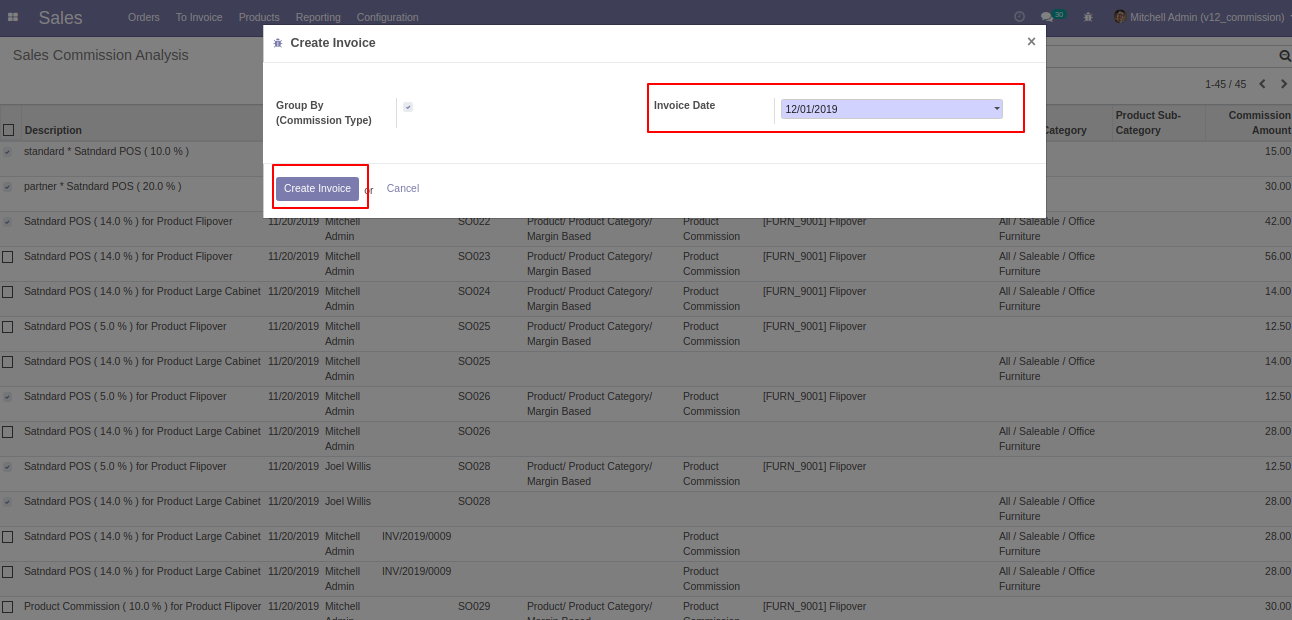 Sales Orders To Invoice Products Reporting Configuration 30 Mitchell Admin (v12_commission)
Sales Commission Analysis
Create Invoice ×
1-45 / 45
Group By
(Commission Type)
Invoice Date 12/01/2019
Create Invoice or Cancel
Description Category Product Sub-
Category Commission
Amount
standard * Satndard POS ( 10.0 % ) 15.00
partner * Satndard POS ( 20.0 % ) 30.00
Satndard POS ( 14.0 % ) for Product Flipover 11/20/2019 Mitchell SO022 Product/ Product Category/ Product [FURN_9001] Flipover All / Saleable / Office 42.00
Admin Margin Based Commission Furniture
Satndard POS ( 14.0 % ) for Product Flipover 11/20/2019 Mitchell SO023 Product/ Product Category/ Product [FURN_9001] Flipover All / Saleable / Office 56.00
Admin Margin Based Commission Furniture
Satndard POS ( 14.0 % ) for Product Large Cabinet 11/20/2019 Mitchell SO024 Product/ Product Category/ Product [FURN_9001] Flipover All / Saleable / Office 14.00
Admin Margin Based Commission Furniture
Satndard POS ( 5.0 % ) for Product Flipover 11/20/2019 Mitchell SO025 Product/ Product Category/ Product [FURN_9001] Flipover 12.50
Admin Margin Based Commission
Satndard POS ( 14.0 % ) for Product Large Cabinet 11/20/2019 Mitchell SO025 All / Saleable / Office 14.00
Admin Furniture
Satndard POS ( 5.0 % ) for Product Flipover 11/20/2019 Mitchell SO026 Product/ Product Category/ Product [FURN_9001] Flipover 12.50
Admin Margin Based Commission
Satndard POS ( 14.0 % ) for Product Large Cabinet 11/20/2019 Mitchell SO026 All / Saleable / Office 28.00
Admin Furniture
Satndard POS ( 5.0 % ) for Product Flipover 11/20/2019 Joel Willis SO028 Product/ Product Category/ Product [FURN_9001] Flipover 12.50
Margin Based Commission
Satndard POS ( 14.0 % ) for Product Large Cabinet 11/20/2019 Joel Willis SO028 All / Saleable / Office 28.00
Furniture
Satndard POS ( 14.0 % ) for Product Large Cabinet 11/20/2019 Mitchell INV/2019/0009 Product All / Saleable / Office 28.00
Admin Commission Furniture
Satndard POS ( 14.0 % ) for Product Large Cabinet 11/20/2019 Mitchell INV/2019/0009 Product All / Saleable / Office 28.00
Admin Commission Furniture
Product Commission ( 10.0 % ) for Product Flipover 11/20/2019 Mitchell SO029 Product/ Product Category/ Product [FURN_9001] Flipover 30.00
Admin Margin Based Commission